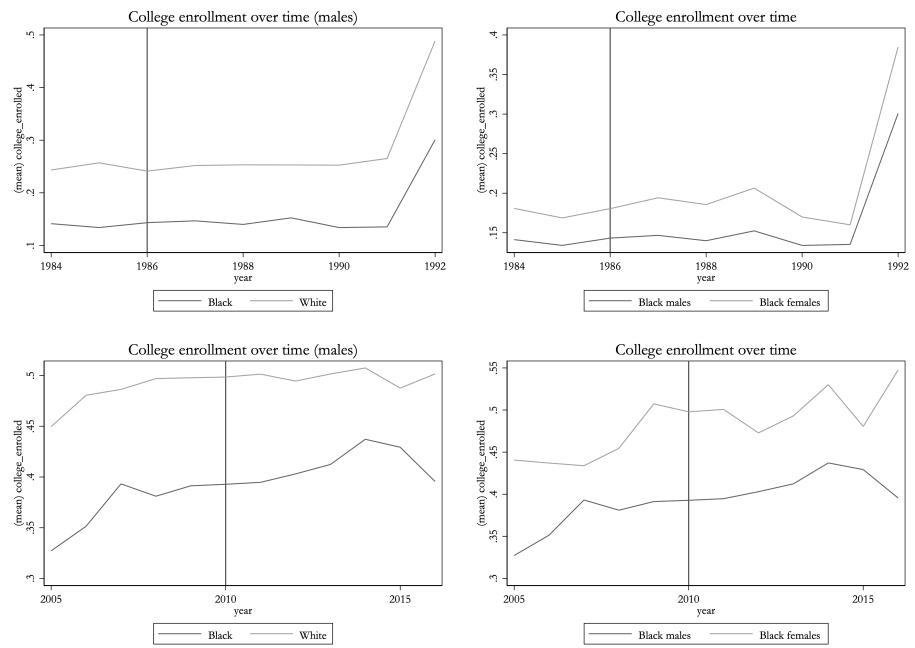 College enrollment over time (males)
(mean) college_enrolled
.5
.4
.3
.2
.1
1984 1986 1988 1990 1992
year
Black White
College enrollment over time
(mean) college_enrolled
.4
.35
.3
.25
.2
.15
1984 1986 1988 1990 1992
year
Black males Black females
College enrollment over time (males)
(mean) college_enrolled
.5
.45
.4
.35
.3
2005 2010 2015
year
Black White
College enrollment over time
(mean) college_enrolled
.55
.5
.45
.4
.35
.3
2005 2010 2015
year
Black males Black females